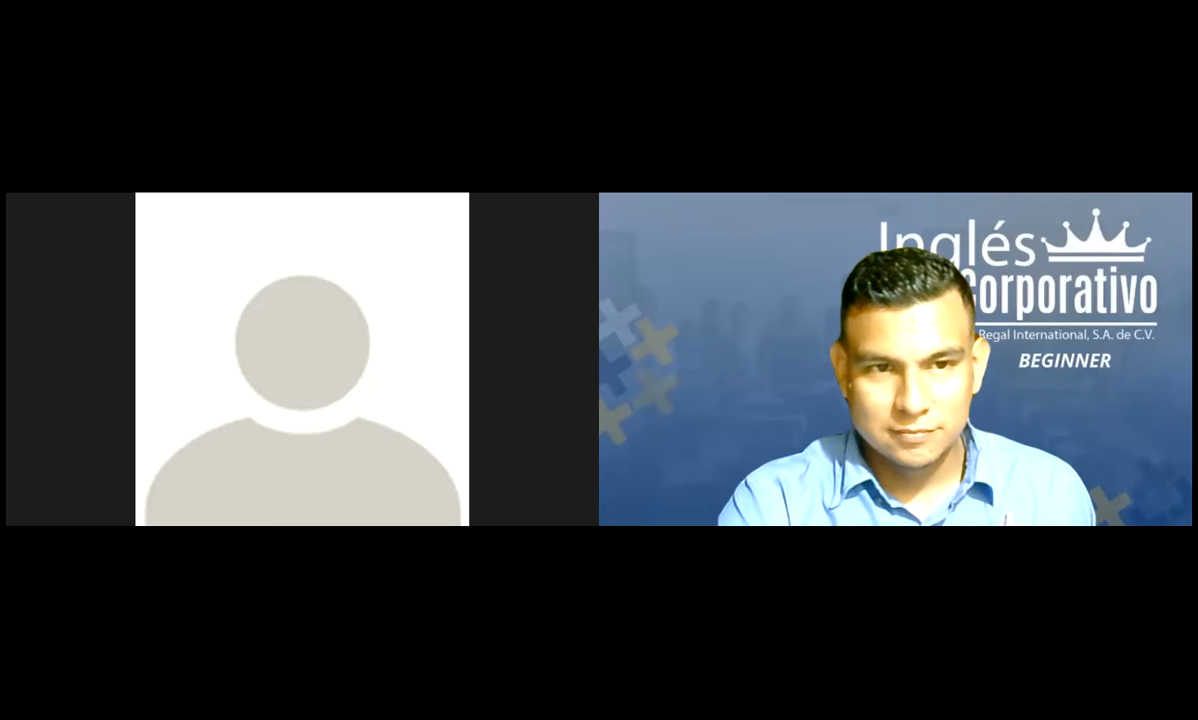 Inglés
Corporativo
Regal International, S.A. de C.V.
BEGINNER